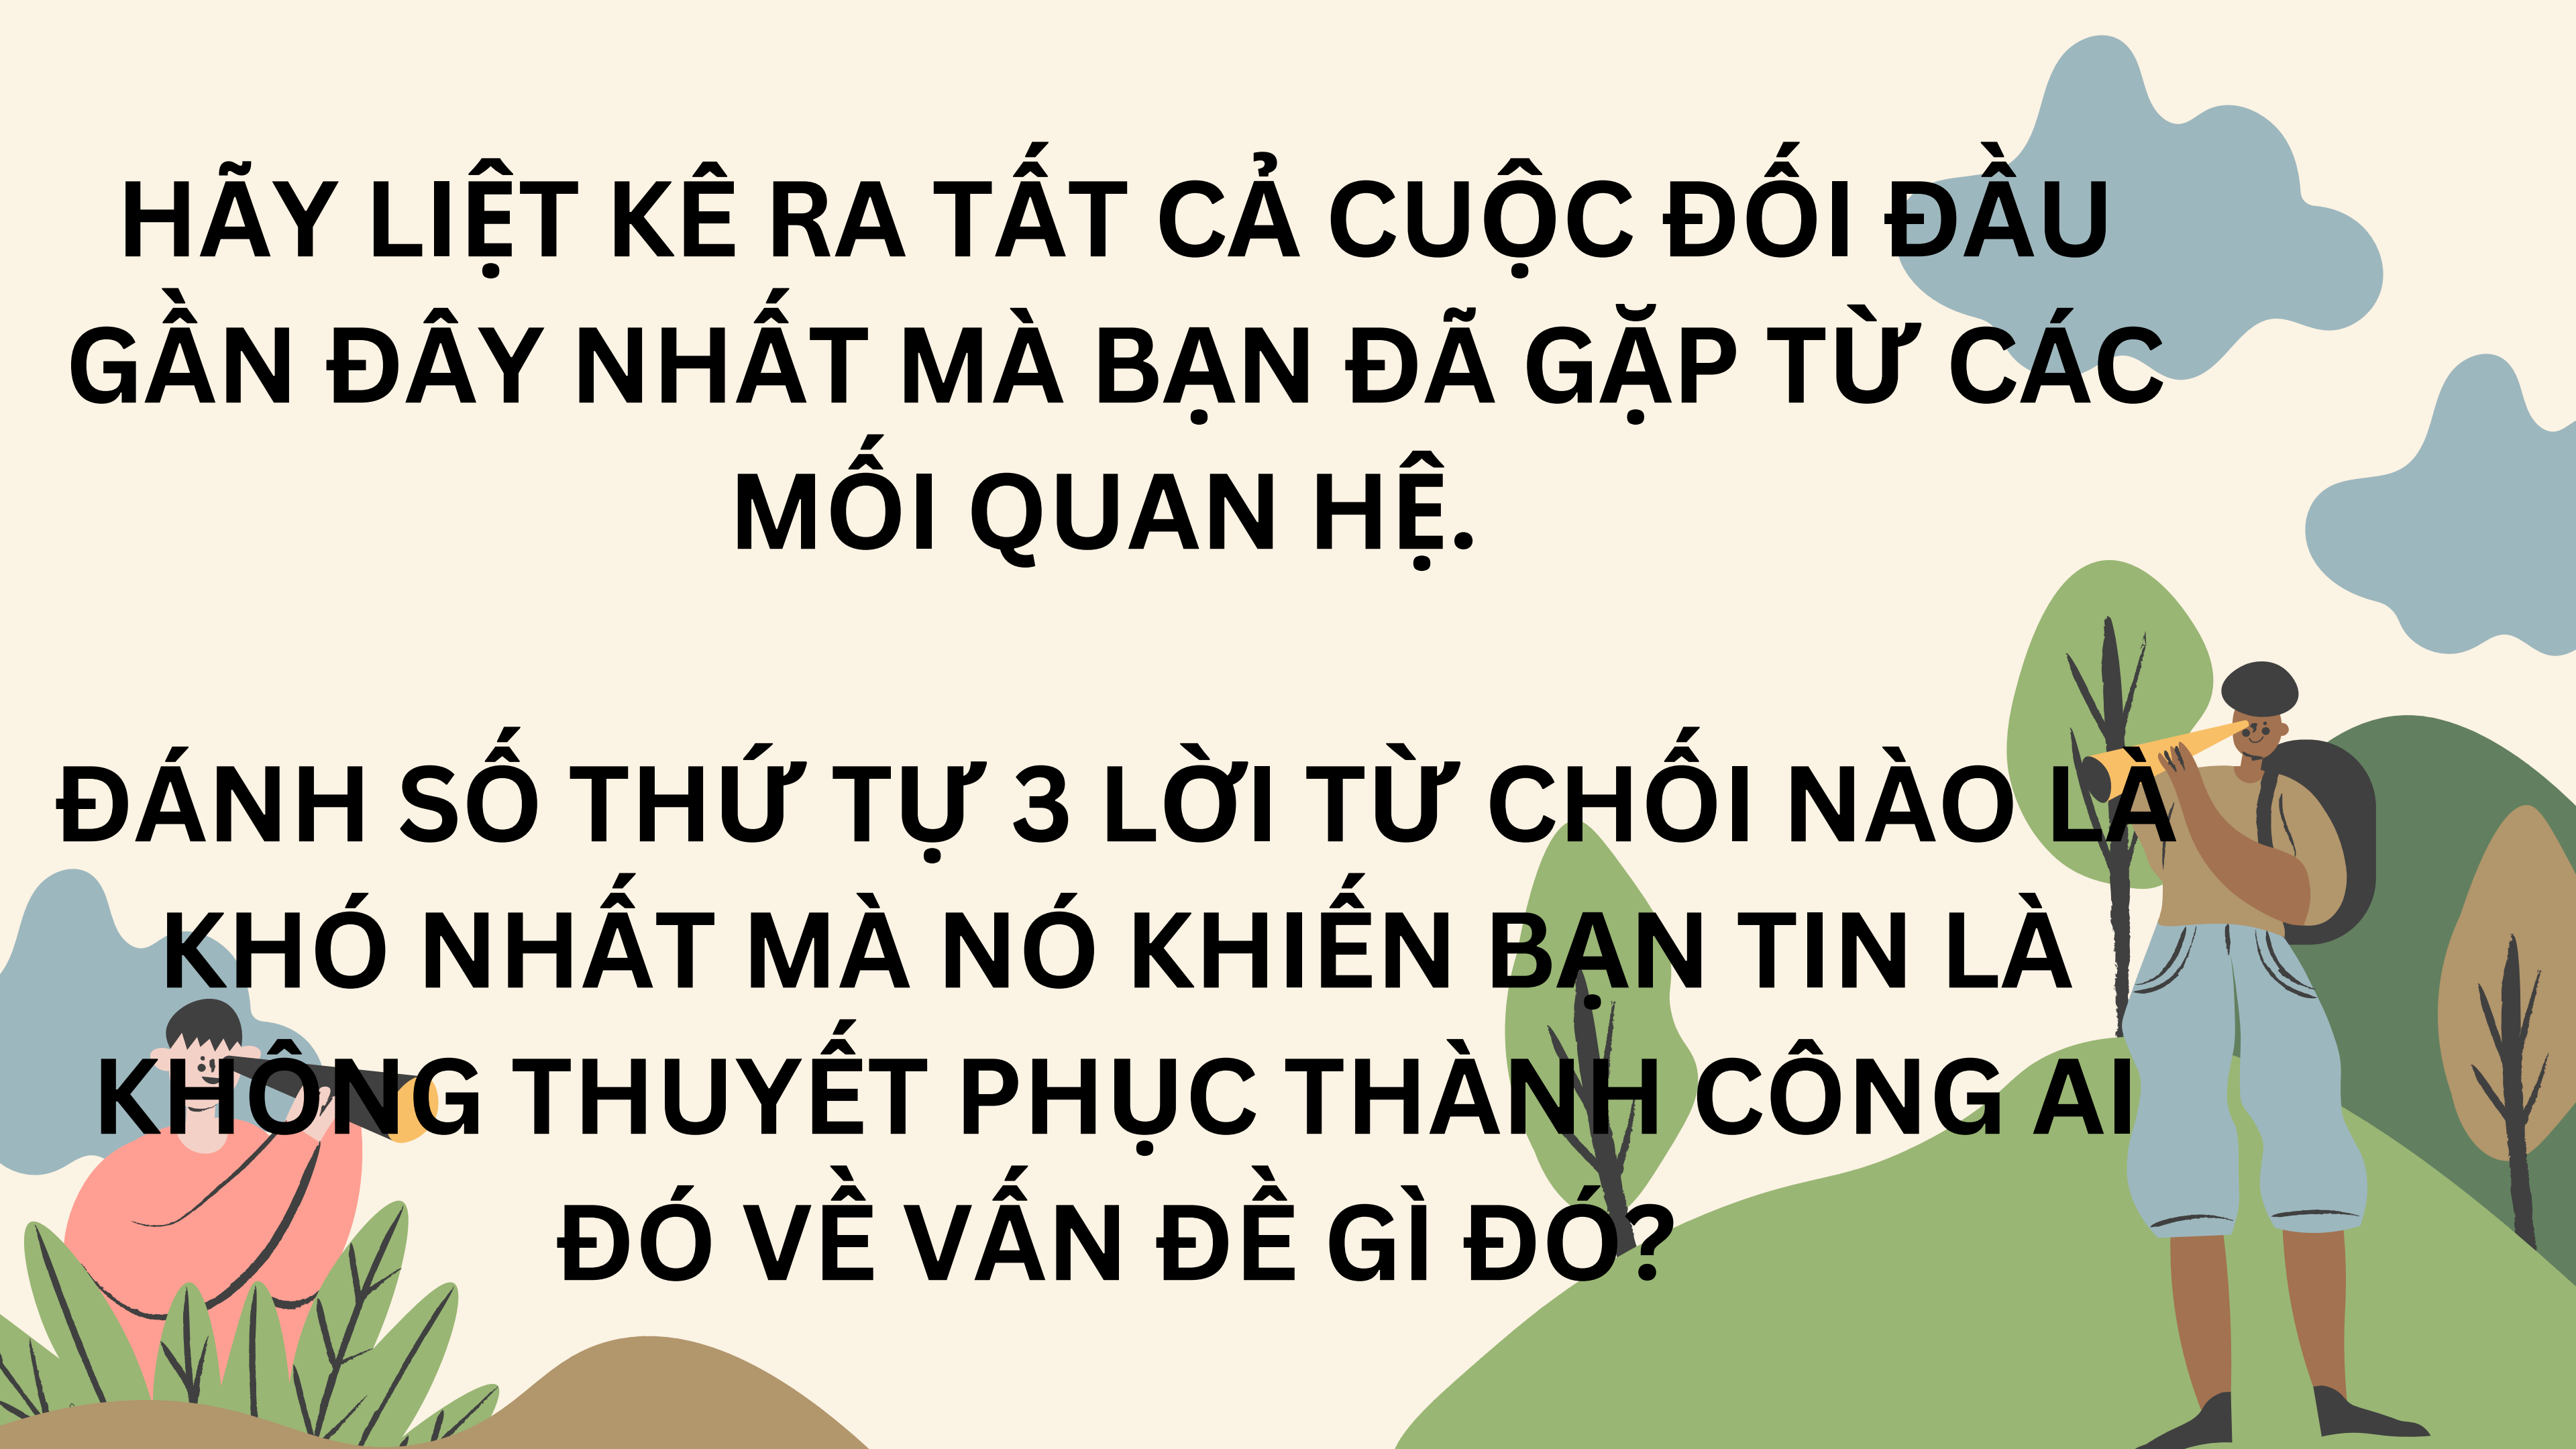 HÃY LIỆT KÊ RA TẤT CẢ CUỘC ĐỐI ĐẦU
GẦN ĐÂY NHẤT MÀ BẠN ĐÃ GẶP TỪ CÁC
MỐI QUAN HỆ.
ĐÁNH SỐ THỨ TỰ 3 LỜI TỪ CHỐI NÀO LÀ
KHÓ NHẤT MÀ NÓ KHIẾN BẠN TIN LÀ
KHÔNG THUYẾT PHỤC THÀNH CÔNG AI
ĐÓ VỀ VẤN ĐỀ GÌ ĐÓ?